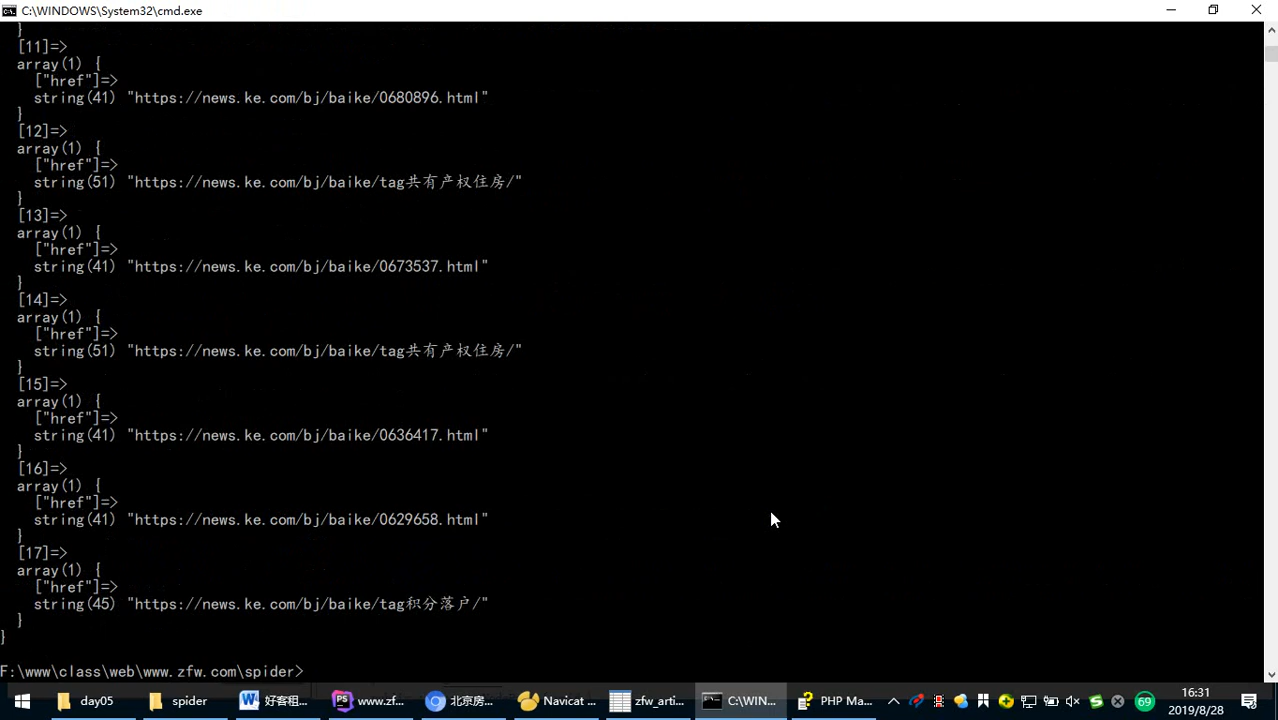 C:\WINDOWS\System32\cmd.exe
}
[11]=>
array(1) {
["href"]=>
string(41) "https://news.ke.com/bj/baike/0680896.html"
}
[12]=>
array(1) {
["href"]=>
string(51) "https://news.ke.com/bj/baike/tag共有产权住房/"
}
[13]=>
array(1) {
["href"]=>
string(41) "https://news.ke.com/bj/baike/0673537.html"
}
[14]=>
array(1) {
["href"]=>
string(51) "https://news.ke.com/bj/baike/tag共有产权住房/"
}
[15]=>
array(1) {
["href"]=>
string(41) "https://news.ke.com/bj/baike/0636417.html"
}
[16]=>
array(1) {
["href"]=>
string(41) "https://news.ke.com/bj/baike/0629658.html"
}
[17]=>
array(1) {
["href"]=>
string(45) "https://news.ke.com/bj/baike/tag积分落户/"
}
}
F:\www\class\web\www.zfw.com\spider>
day05 spider 好客租... www.zf... 北京房... Navicat ... zfw_arti... C:\WIN... PHP Ma... 69
16:31
2019/8/28